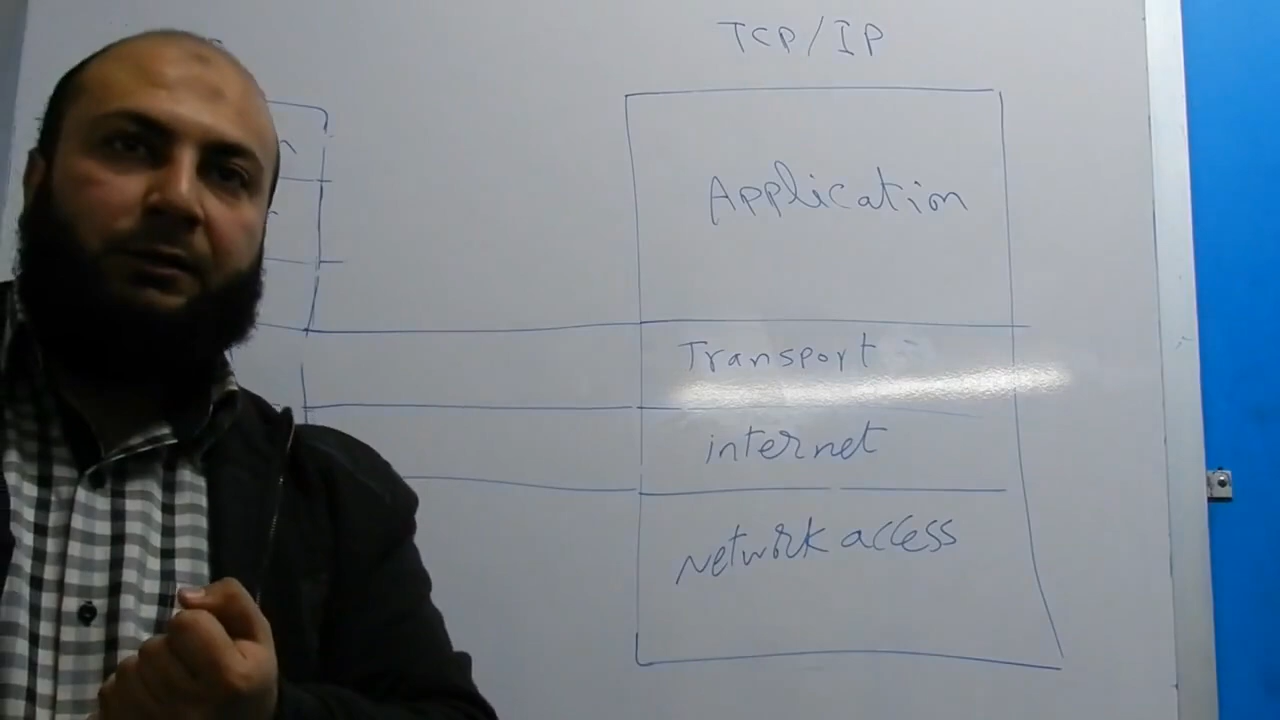 TCP/IP
Application
Transport
internet
Network access